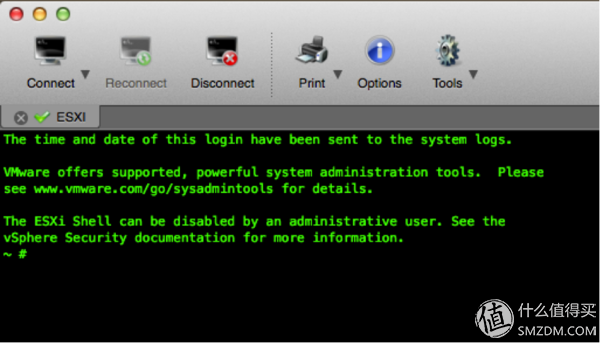 Connect
Reconnect
Disconnect
Print
Options
Tools
ESXI
The time and date of this login have been sent to the system logs.
VMware offers supported, powerful system administration tools.  Please
see www.vmware.com/go/sysadmintools for details.
The ESXi Shell can be disabled by an administrative user. See the
vSphere Security documentation for more information.
~ #
值 什么值得买
SMZDM.COM